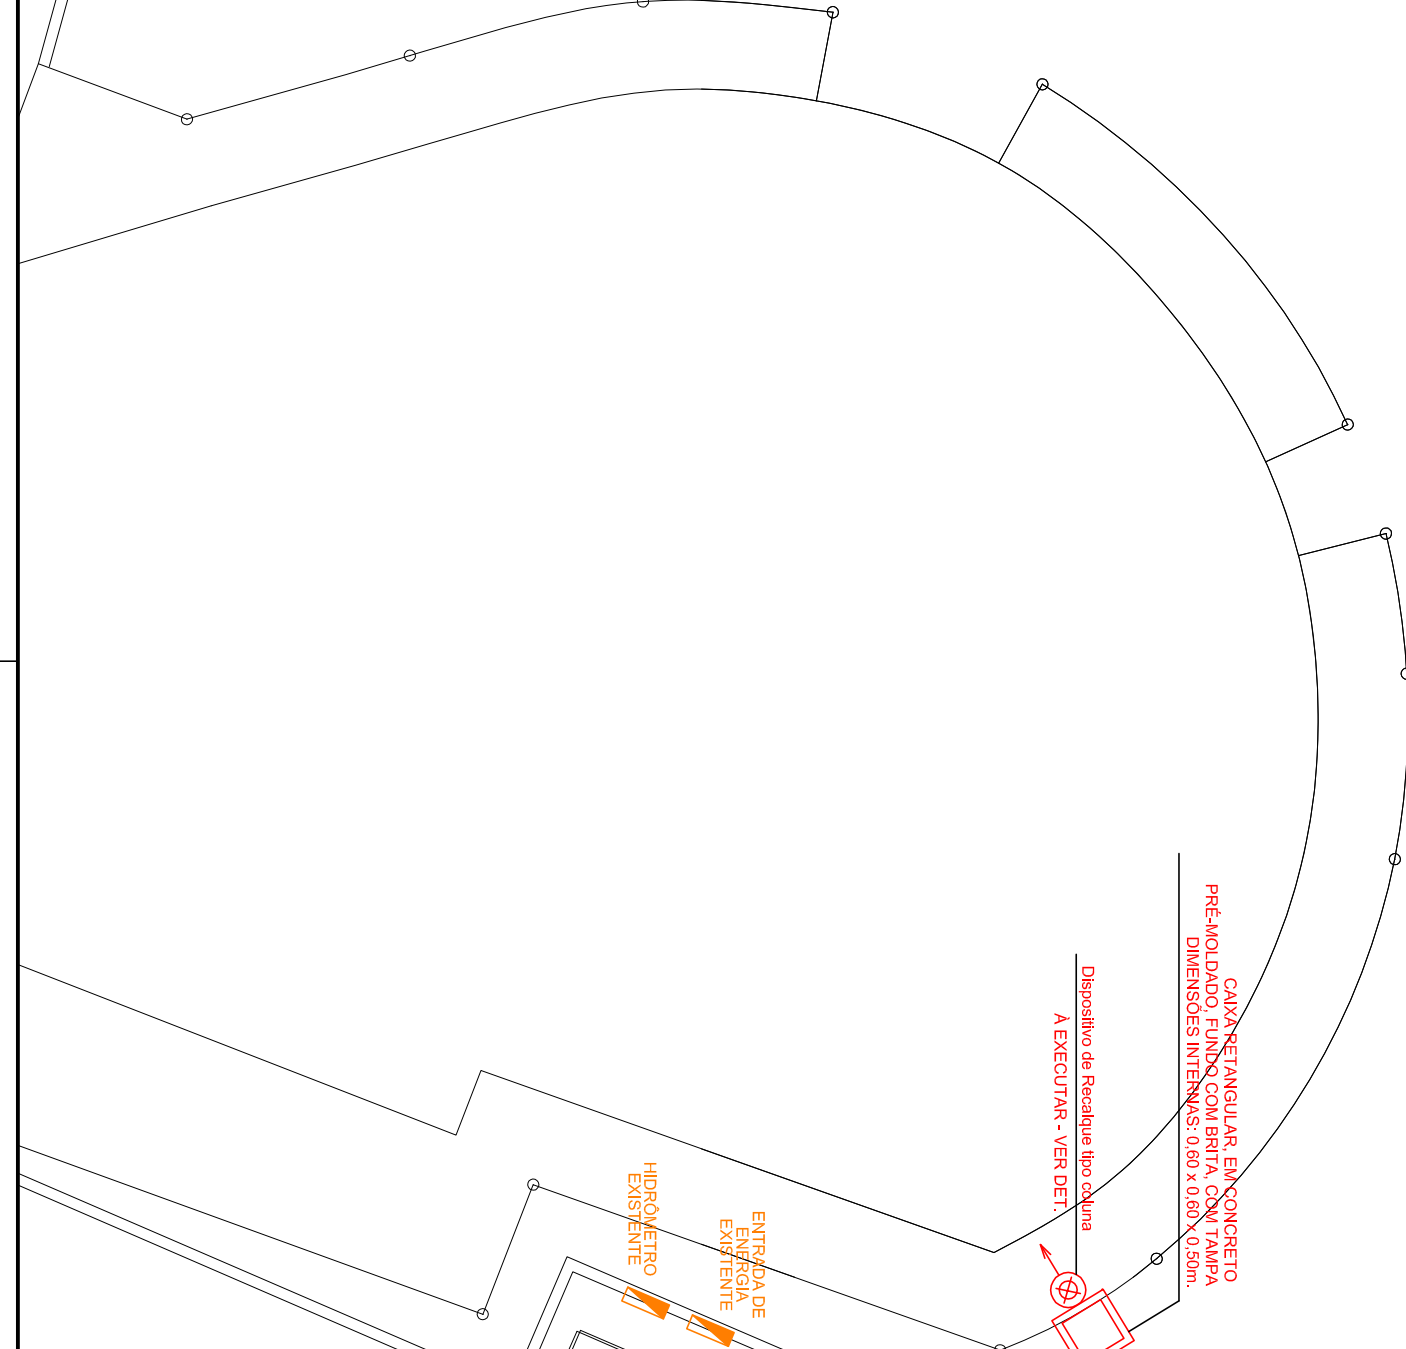 CAIXA RETANGULAR, EM CONCRETO
PRÉ-MOLDADO, FUNDO COM BRITA, COM TAMPA
DIMENSÕES INTERNAS: 0,60 x 0,60 x 0,50m.
Dispositivo de Recalque tipo coluna
À EXECUTAR - VER DET.
ENTRADA DE
ENERGIA
EXISTENTE
HIDRÔMETRO
EXISTENTE